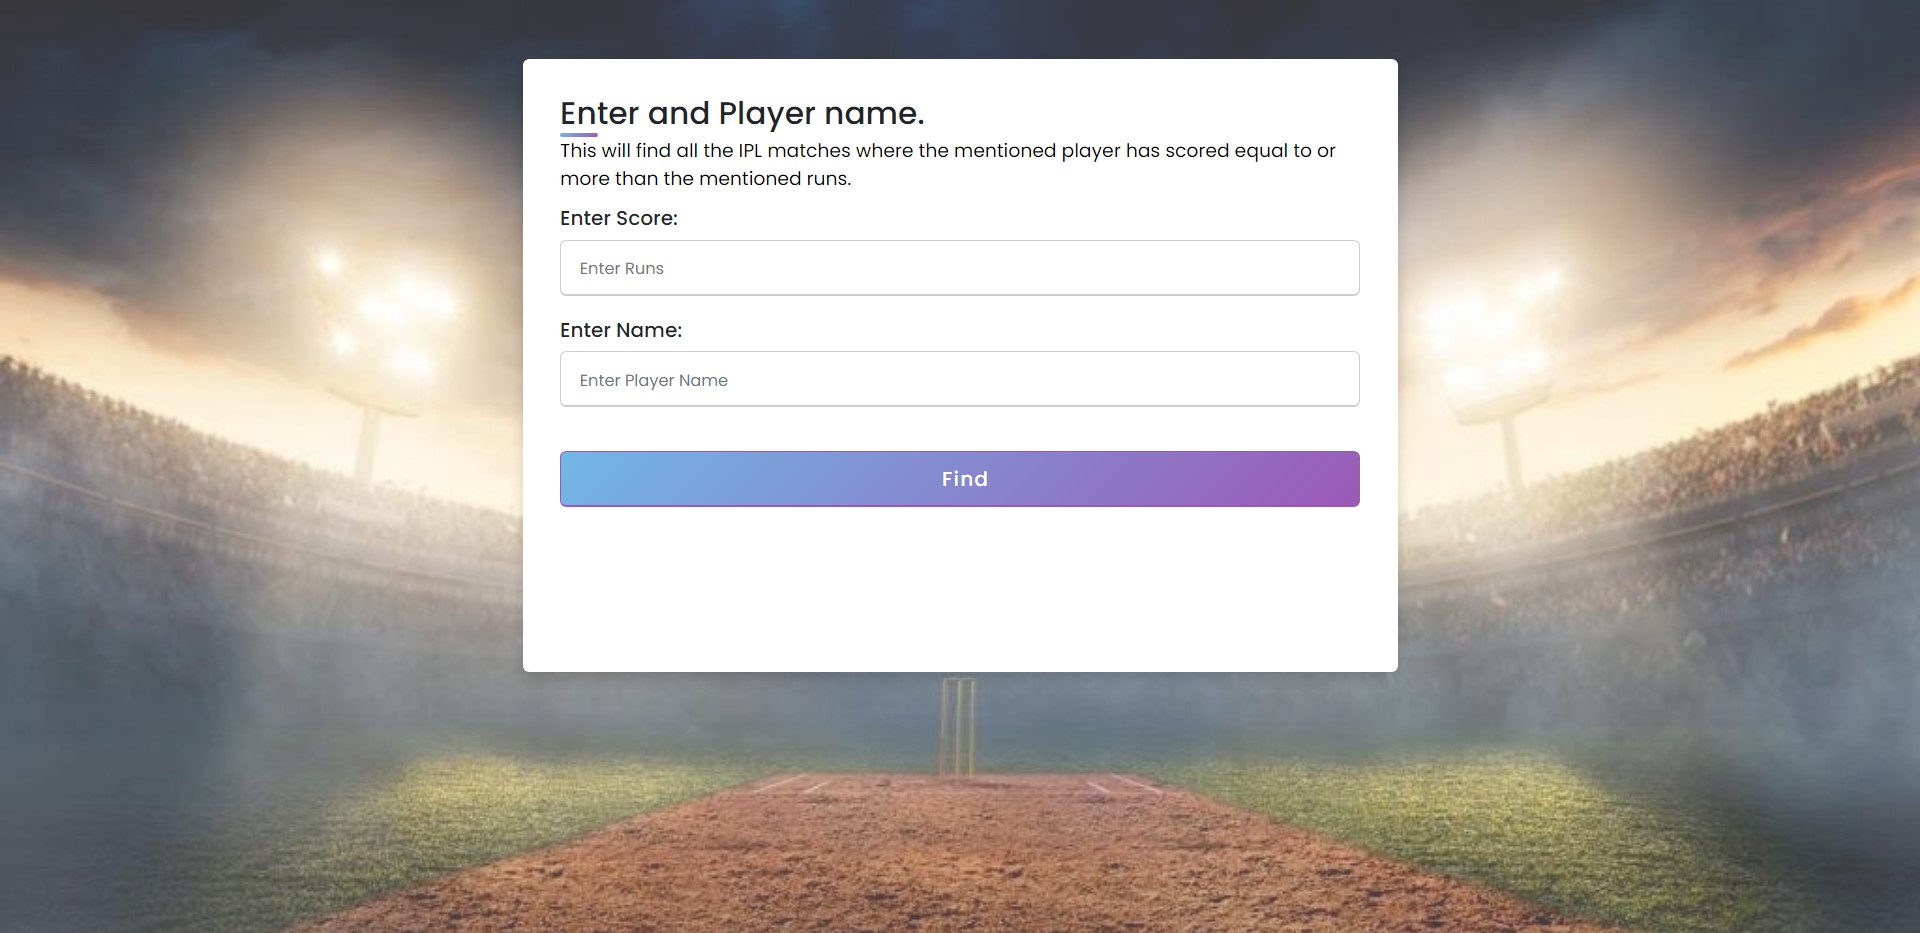 Enter and Player name.
This will find all the IPL matches where the mentioned player has scored equal to or
more than the mentioned runs.
Enter Score:
Enter Runs
Enter Name:
Enter Player Name
Find